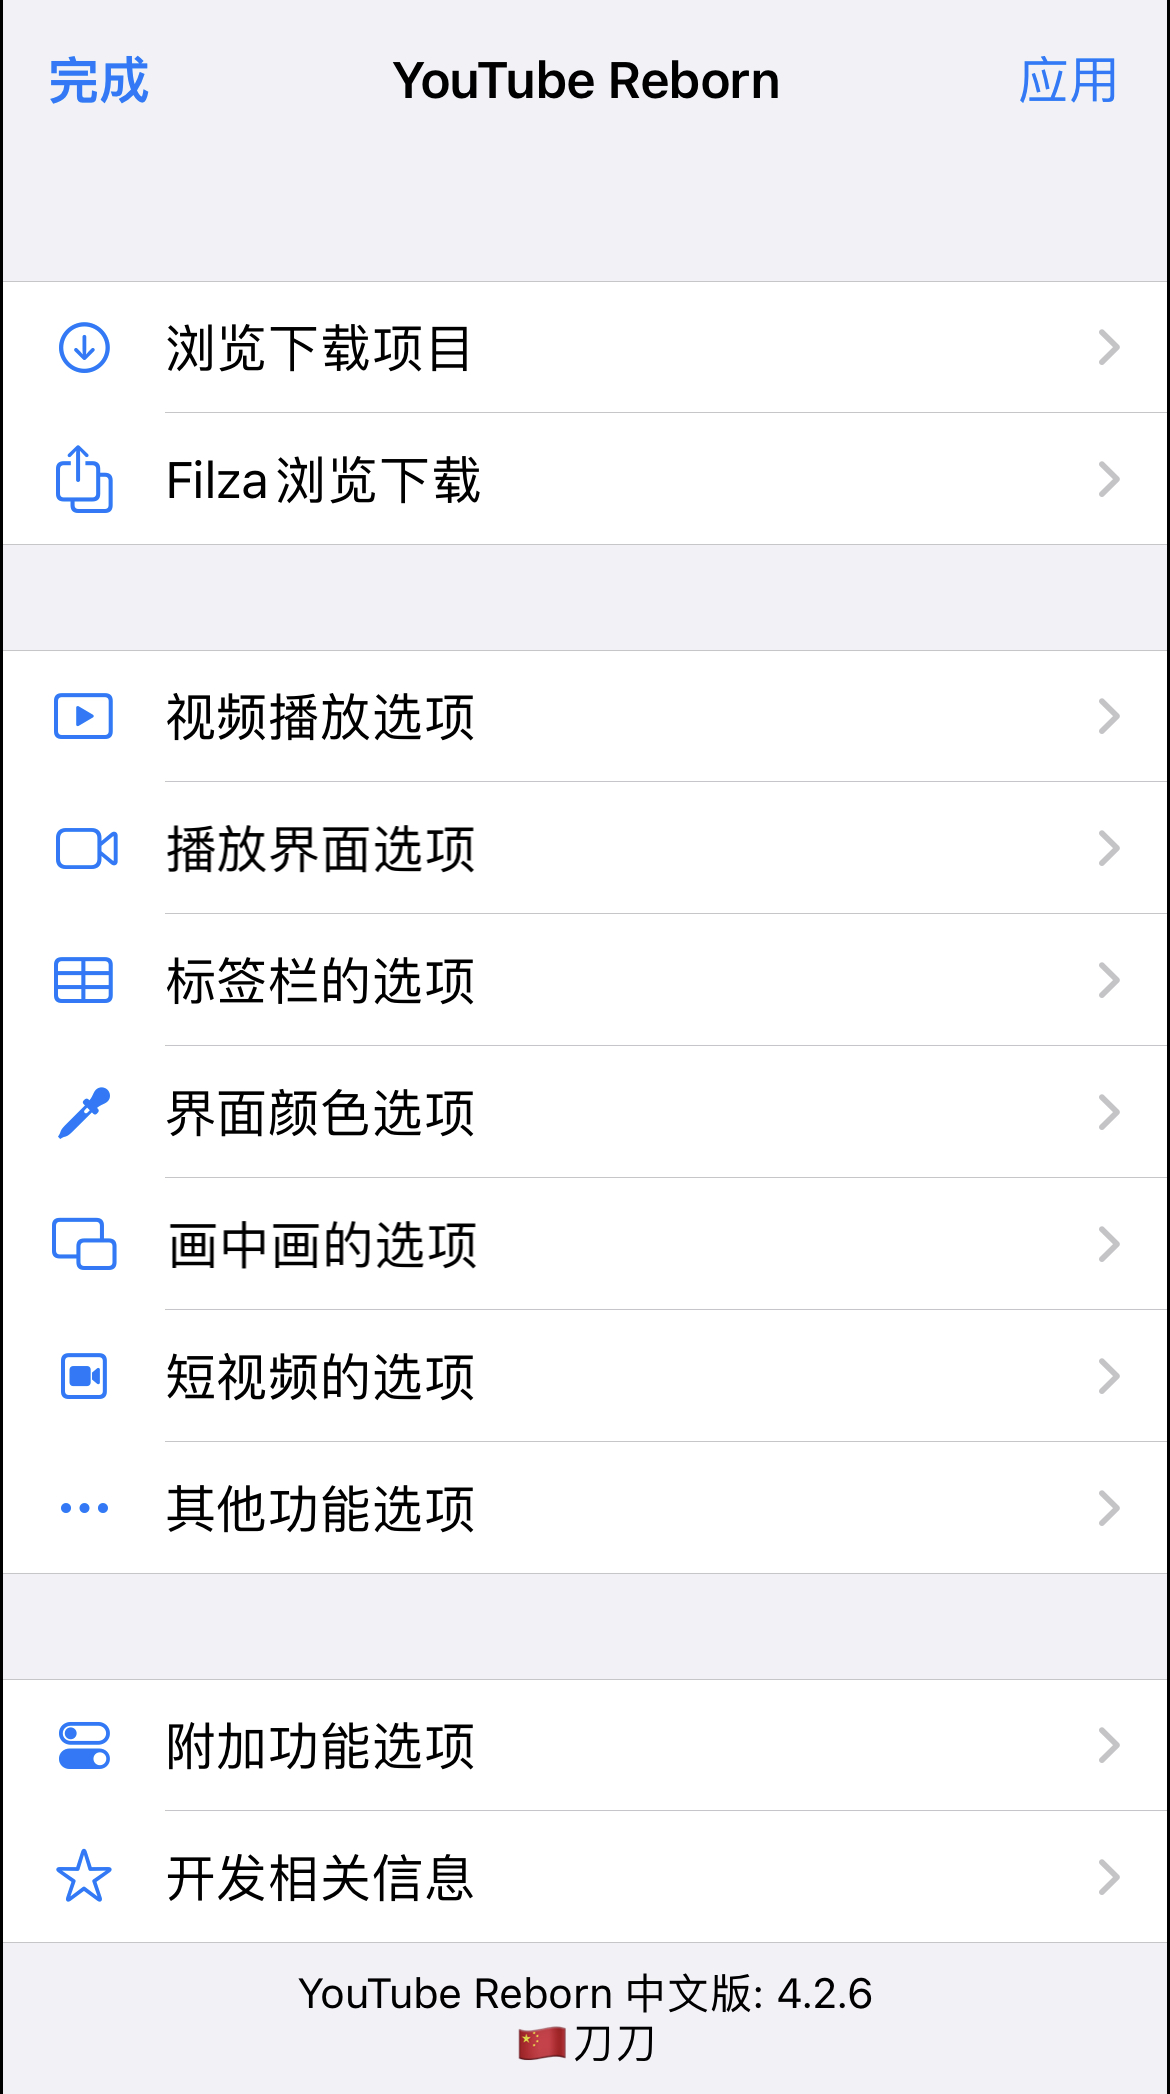 完成 YouTube Reborn 应用
浏览下载项目
Filza浏览下载
视频播放选项
播放界面选项
标签栏的选项
界面颜色选项
画中画的选项
短视频的选项
其他功能选项
附加功能选项
开发相关信息
YouTube Reborn 中文版: 4.2.6
🇨🇳刀刀